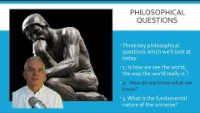 PHILOSOPHICAL
QUESTIONS
Three key philosophical
questions which we'll look at
today:
1. Is how we see the world,
the way the world really is?
2. How do we know what we
know?
3. What is the fundamental
nature of the universe?